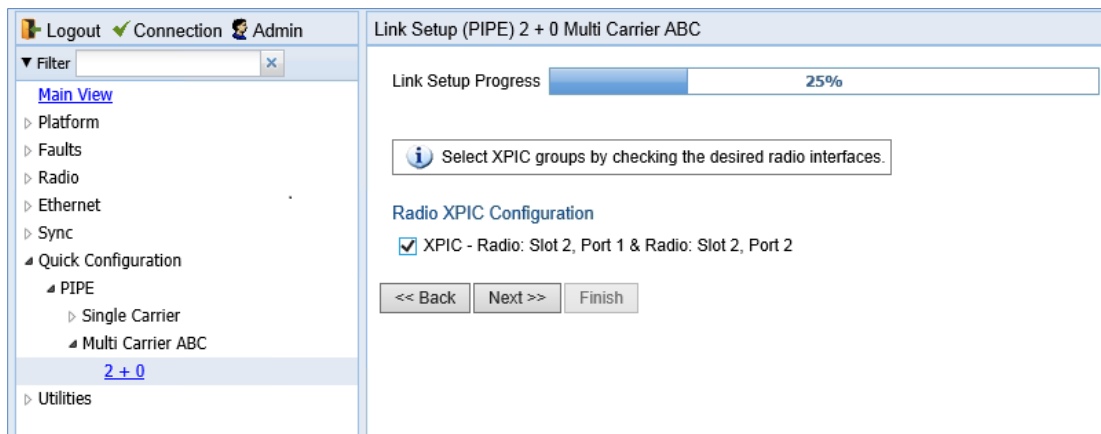 Logout Connection Admin
Filter
Main View
Platform
Faults
Radio
Ethernet
Sync
Quick Configuration
PIPE
Single Carrier
Multi Carrier ABC
2 + 0
Utilities
Link Setup (PIPE) 2 + 0 Multi Carrier ABC
Link Setup Progress 25%
Select XPIC groups by checking the desired radio interfaces.
Radio XPIC Configuration
XPIC - Radio: Slot 2, Port 1 & Radio: Slot 2, Port 2
<< Back Next >> Finish